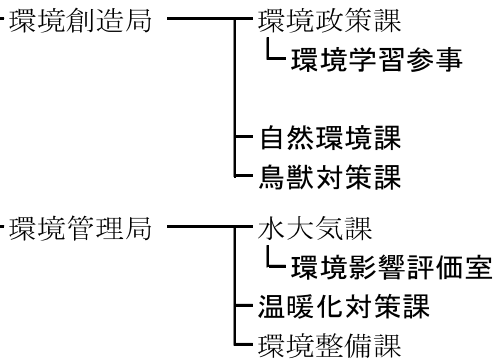 環境創造局 環境政策課
環境学習参事
自然環境課
鳥獣対策課
環境管理局 水大気課
環境影響評価室
温暖化対策課
環境整備課